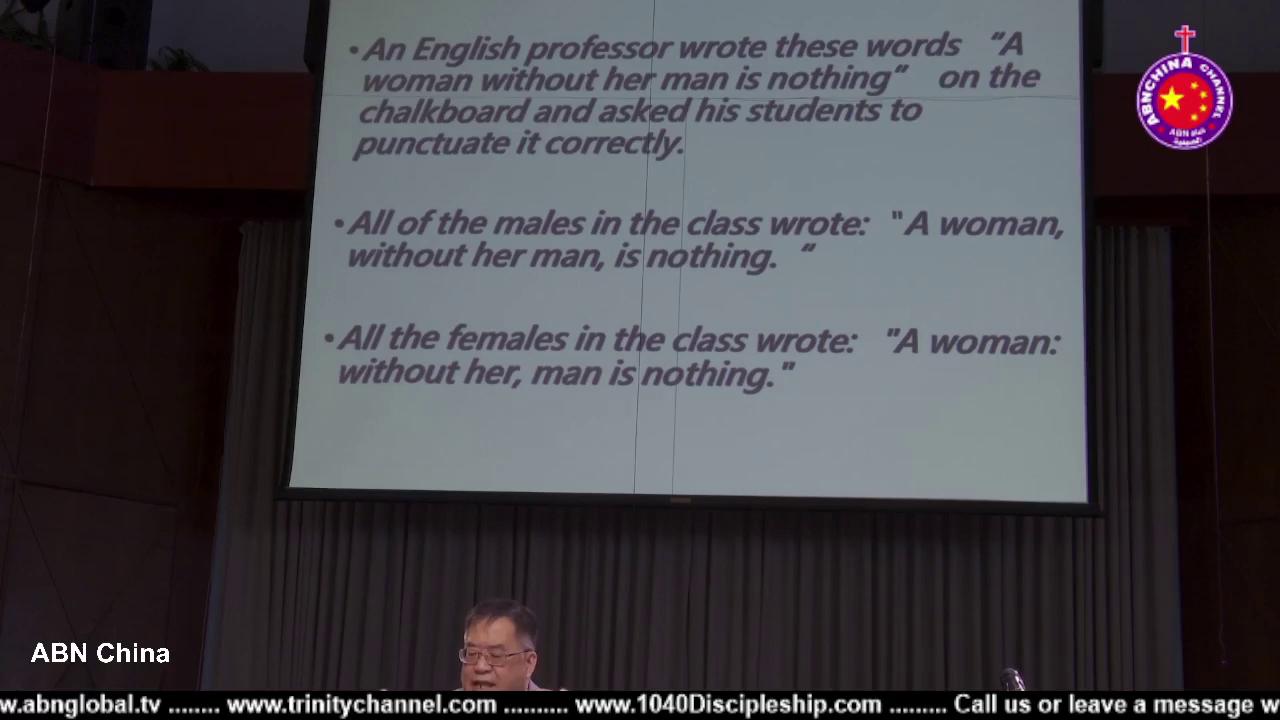 • An English professor wrote these words “A
woman without her man is nothing” on the
chalkboard and asked his students to
punctuate it correctly.
• All of the males in the class wrote: "A woman,
without her man, is nothing. “
• All the females in the class wrote: "A woman:
without her, man is nothing."
ABNCHINA CHANNEL
ABN قناة
الصينية
ABN China
w.abnglobal.tv ........ www.trinitychannel.com .......... www.1040Discipleship.com ......... Call us or leave a message w